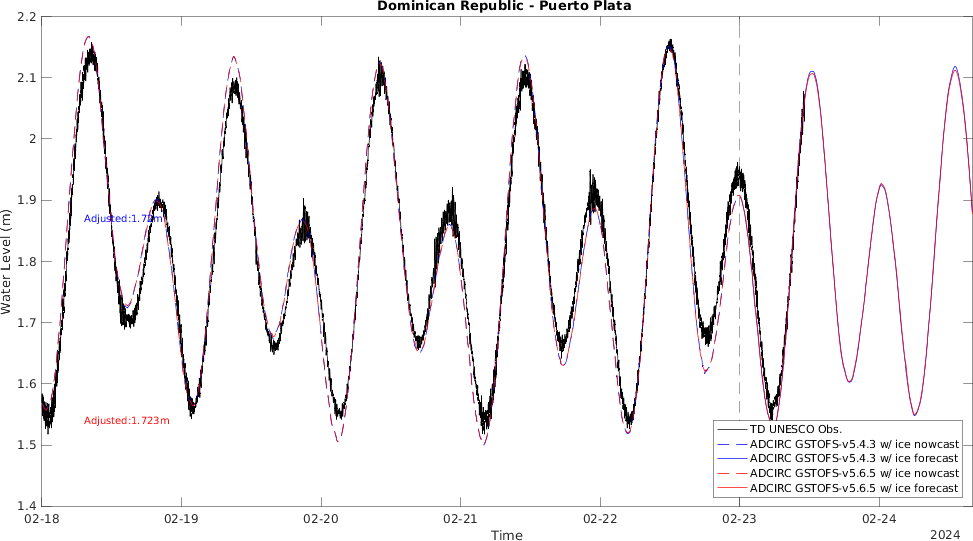 Dominican Republic - Puerto Plata
2.2
2.1
2
1.9
1.8
1.7
1.6
1.5
1.4
Water Level (m)
Adjusted:1.72m
Adjusted:1.723m
TD UNESCO Obs.
ADCIRC GSTOFS-v5.4.3 w/ ice nowcast
ADCIRC GSTOFS-v5.4.3 w/ ice forecast
ADCIRC GSTOFS-v5.6.5 w/ ice nowcast
ADCIRC GSTOFS-v5.6.5 w/ ice forecast
02-18 02-19 02-20 02-21 02-22 02-23 02-24
Time
2024